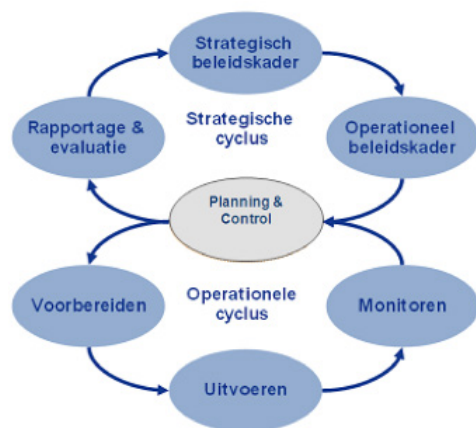 Strategisch
beleidskader
Rapportage &
evaluatie
Strategische
cyclus
Operationeel
beleidskader
Planning &
Control
Voorbereiden
Operationele
cyclus
Monitoren
Uitvoeren